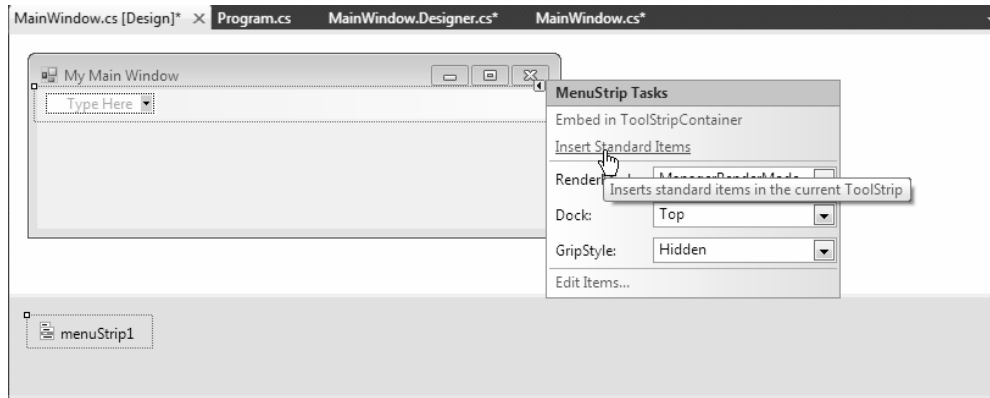 MainWindow.cs [Design]* Program.cs MainWindow.Designer.cs* MainWindow.cs*
My Main Window
Type Here
MenuStrip Tasks
Embed in ToolStripContainer
Insert Standard Items
Inserts standard items in the current ToolStrip
Dock: Top
GripStyle: Hidden
Edit Items...
menuStrip1